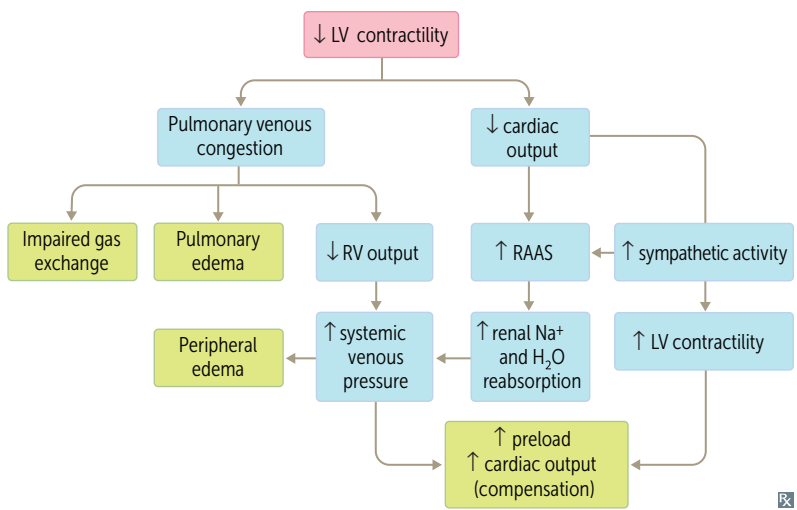 ↓ LV contractility
Pulmonary venous
congestion
↓ cardiac
output
Impaired gas
exchange
Pulmonary
edema
↓ RV output
↑ RAAS
↑ sympathetic activity
Peripheral
edema
↑ systemic
venous
pressure
↑ renal Na⁺
and H₂O
reabsorption
↑ LV contractility
↑ preload
↑ cardiac output
(compensation)
℞